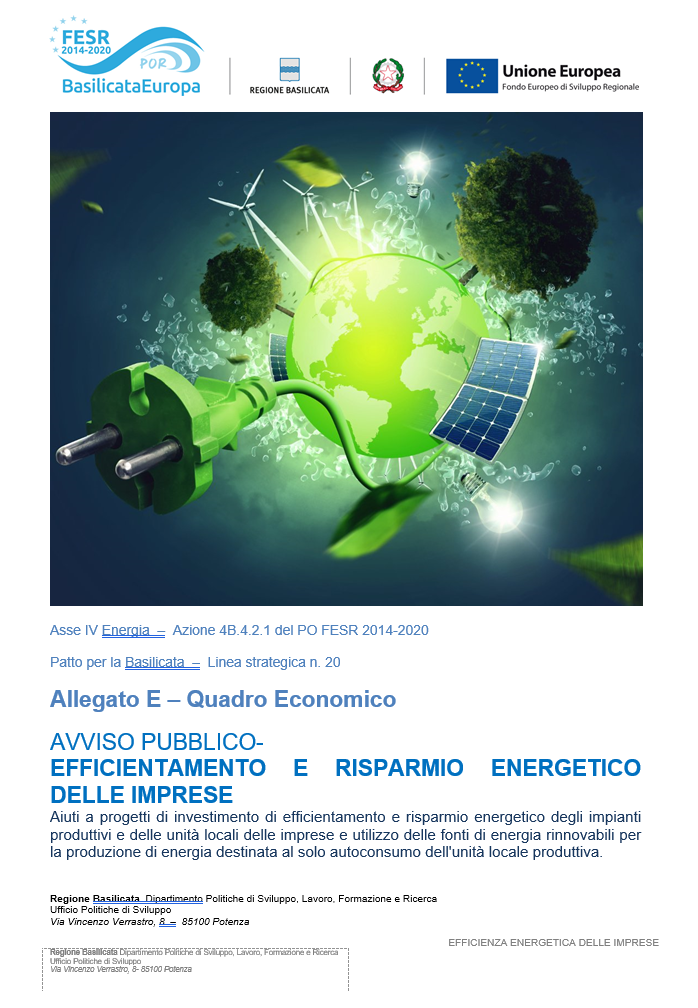 FESR
2014-2020
POR
BasilicataEuropa
REGIONE BASILICATA
Unione Europea
Fondo Europeo di Sviluppo Regionale
Asse IV Energia – Azione 4B.4.2.1 del PO FESR 2014-2020
Patto per la Basilicata – Linea strategica n. 20
Allegato E – Quadro Economico
AVVISO PUBBLICO-
EFFICIENTAMENTO E RISPARMIO ENERGETICO
DELLE IMPRESE
Aiuti a progetti di investimento di efficientamento e risparmio energetico degli impianti
produttivi e delle unità locali delle imprese e utilizzo delle fonti di energia rinnovabili per
la produzione di energia destinata al solo autoconsumo dell'unità locale produttiva.
Regione Basilicata Dipartimento Politiche di Sviluppo, Lavoro, Formazione e Ricerca
Ufficio Politiche di Sviluppo
Via Vincenzo Verrastro, 8 – 85100 Potenza
EFFICIENZA ENERGETICA DELLE IMPRESE
Regione Basilicata Dipartimento Politiche di Sviluppo, Lavoro, Formazione e Ricerca
Ufficio Politiche di Sviluppo
Via Vincenzo Verrastro, 8- 85100 Potenza